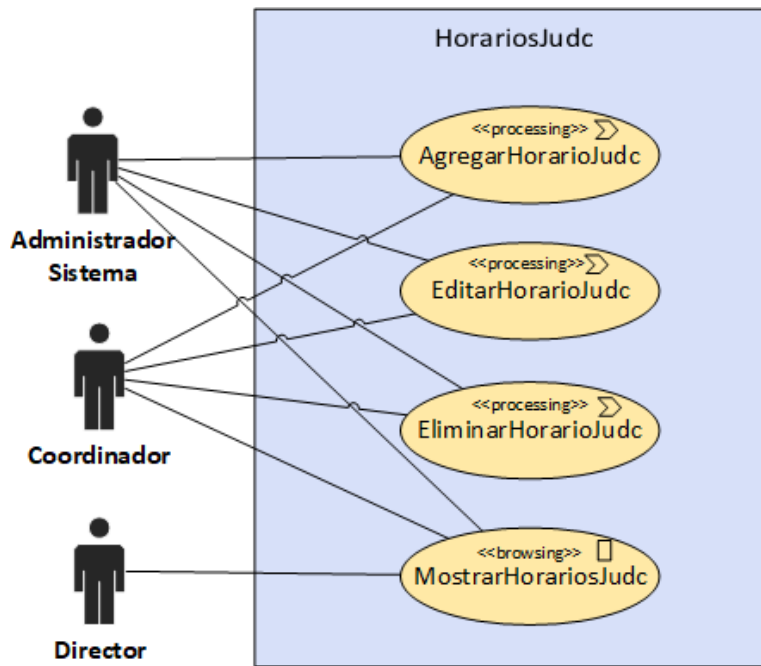 HorariosJudc
<<processing>>
AgregarHorarioJudc
Administrador
Sistema
<<processing>>
EditarHorarioJudc
<<processing>>
EliminarHorarioJudc
Coordinador
<<browsing>>
MostrarHorariosJudc
Director